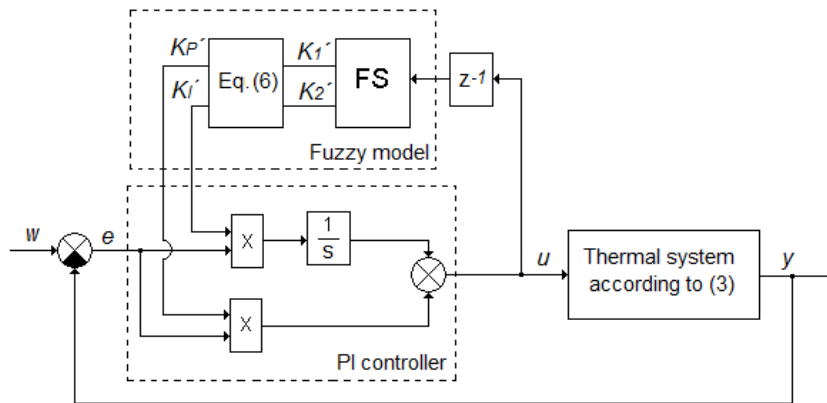 KP´
K1´
KI´
Eq.(6)
K2´
FS
z-1
Fuzzy model
w
e
X
1
s
u
Thermal system
according to (3)
y
X
PI controller